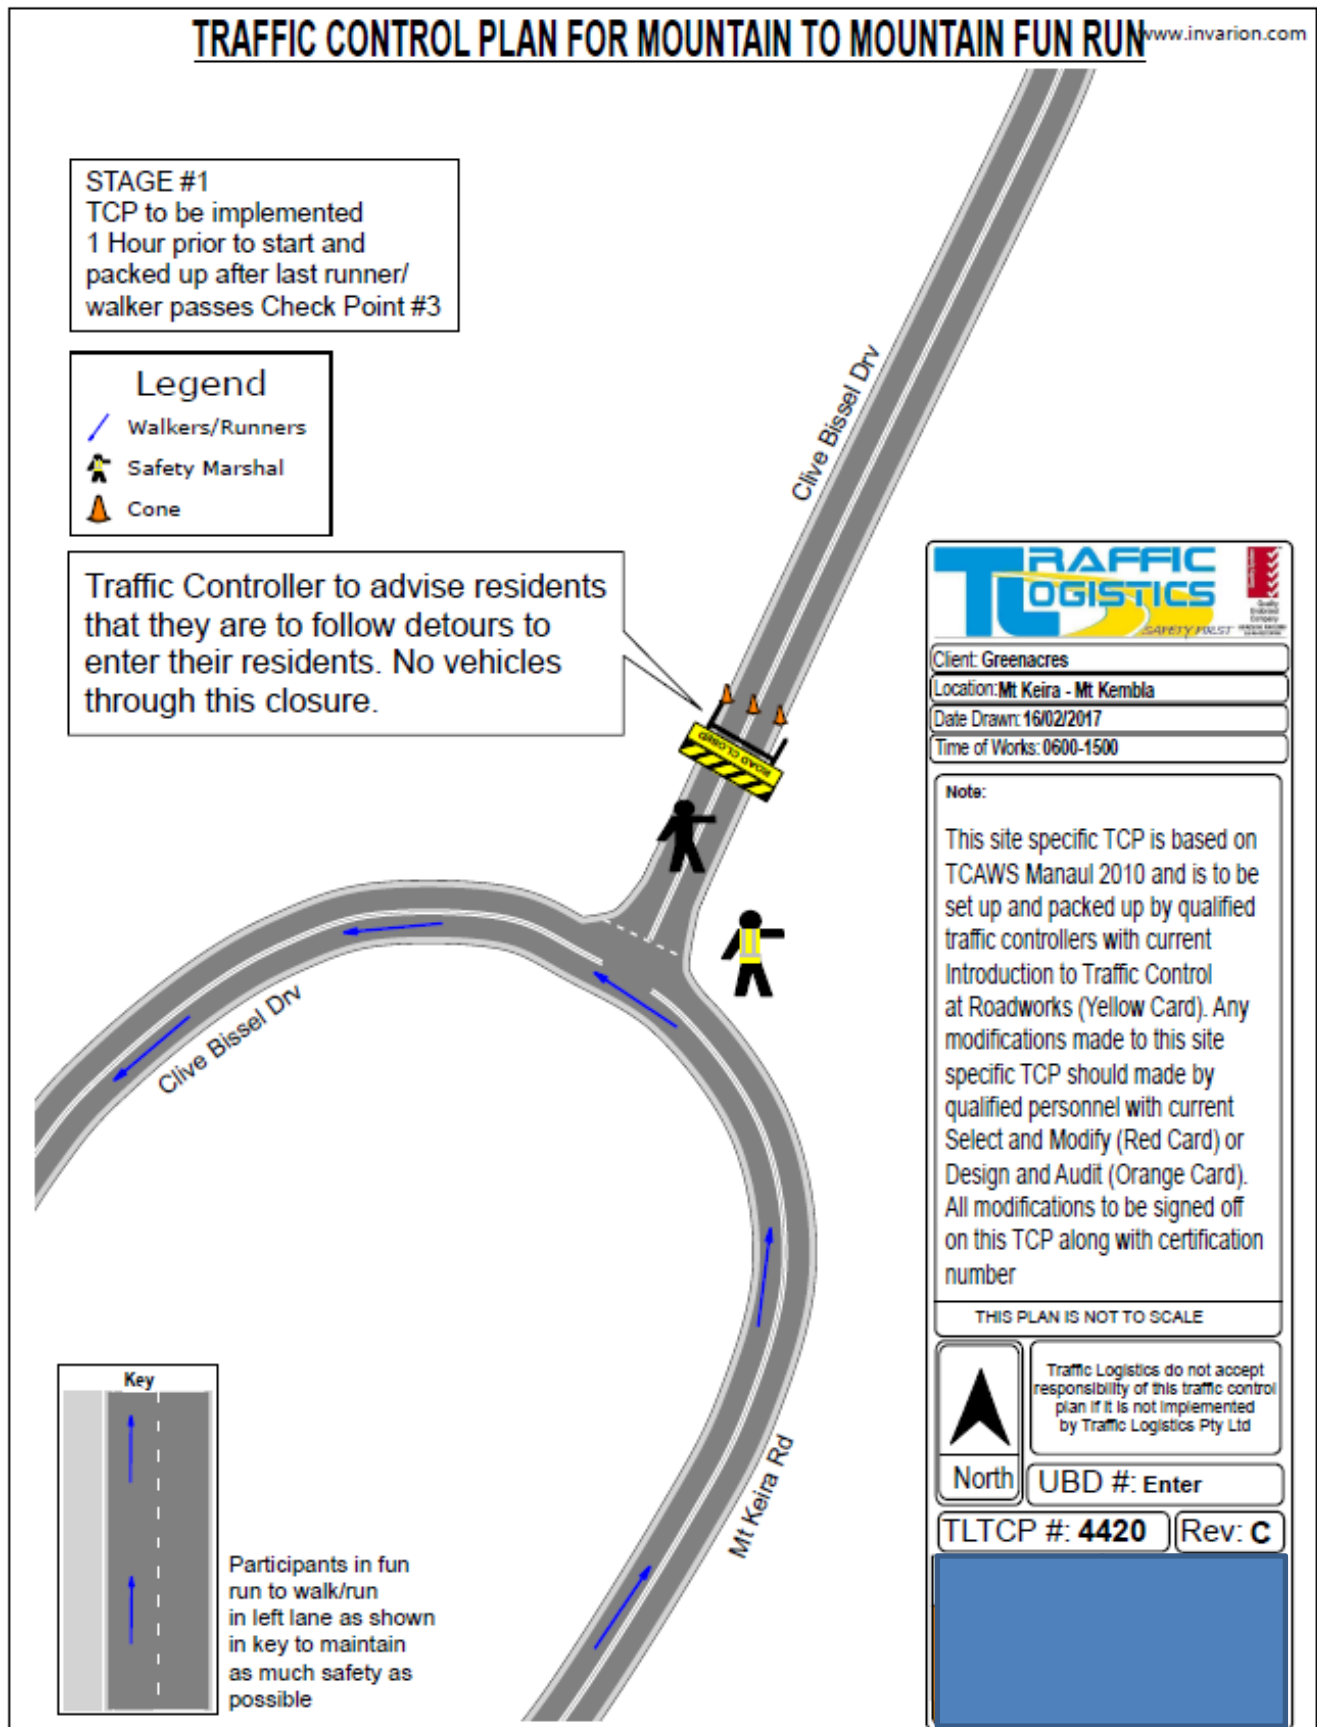 TRAFFIC CONTROL PLAN FOR MOUNTAIN TO MOUNTAIN FUN RUN
www.invarion.com
STAGE #1
TCP to be implemented
1 Hour prior to start and
packed up after last runner/
walker passes Check Point #3
Legend
Walkers/Runners
Safety Marshal
Cone
Clive Bissel Drv
Traffic Controller to advise residents
that they are to follow detours to
enter their residents. No vehicles
through this closure.
ROAD CLOSED
Clive Bissel Drv
Mt Keira Rd
Key
Participants in fun
run to walk/run
in left lane as shown
in key to maintain
as much safety as
possible
TRAFFIC
LOGISTICS
SAFETY FIRST
Quality
Endorsed
Company
Client: Greenacres
Location: Mt Keira - Mt Kembla
Date Drawn: 16/02/2017
Time of Works: 0600-1500
Note:
This site specific TCP is based on
TCAWS Manaul 2010 and is to be
set up and packed up by qualified
traffic controllers with current
Introduction to Traffic Control
at Roadworks (Yellow Card). Any
modifications made to this site
specific TCP should made by
qualified personnel with current
Select and Modify (Red Card) or
Design and Audit (Orange Card).
All modifications to be signed off
on this TCP along with certification
number
THIS PLAN IS NOT TO SCALE
North
Traffic Logistics do not accept
responsibility of this traffic control
plan if it is not implemented
by Traffic Logistics Pty Ltd
UBD #: Enter
TLTCP #: 4420
Rev: C